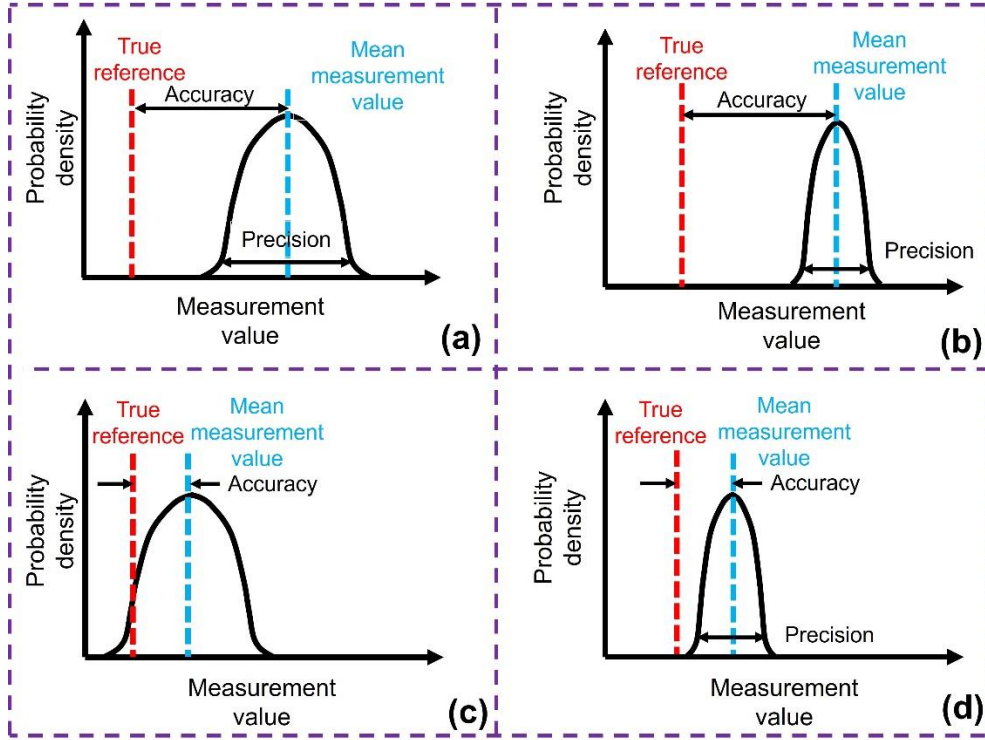 True
reference
Mean
measurement
value
Accuracy
Probability
density
Precision
Measurement
value
(a)
True
reference
Mean
measurement
value
Accuracy
Probability
density
Precision
Measurement
value
(b)
True
reference
Mean
measurement
value
Accuracy
Probability
density
Measurement
value
(c)
True
reference
Mean
measurement
value
Accuracy
Probability
density
Precision
Measurement
value
(d)